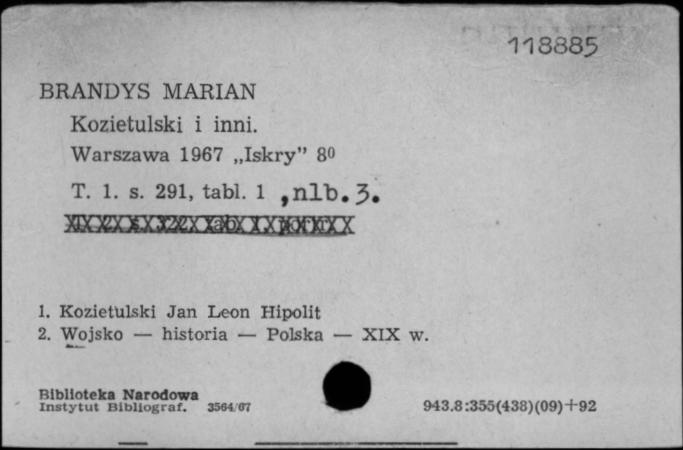 118885
BRANDYS MARIAN
Kozietulski i inni.
Warszawa 1967 „Iskry” 8⁰
T. 1. s. 291, tabl. 1 ,nlb.3.
1. Kozietulski Jan Leon Hipolit
2. Wojsko — historia — Polska — XIX w.
Biblioteka Narodowa
Instytut Bibliograf. 3564/67
943.8:355(438)(09)+92